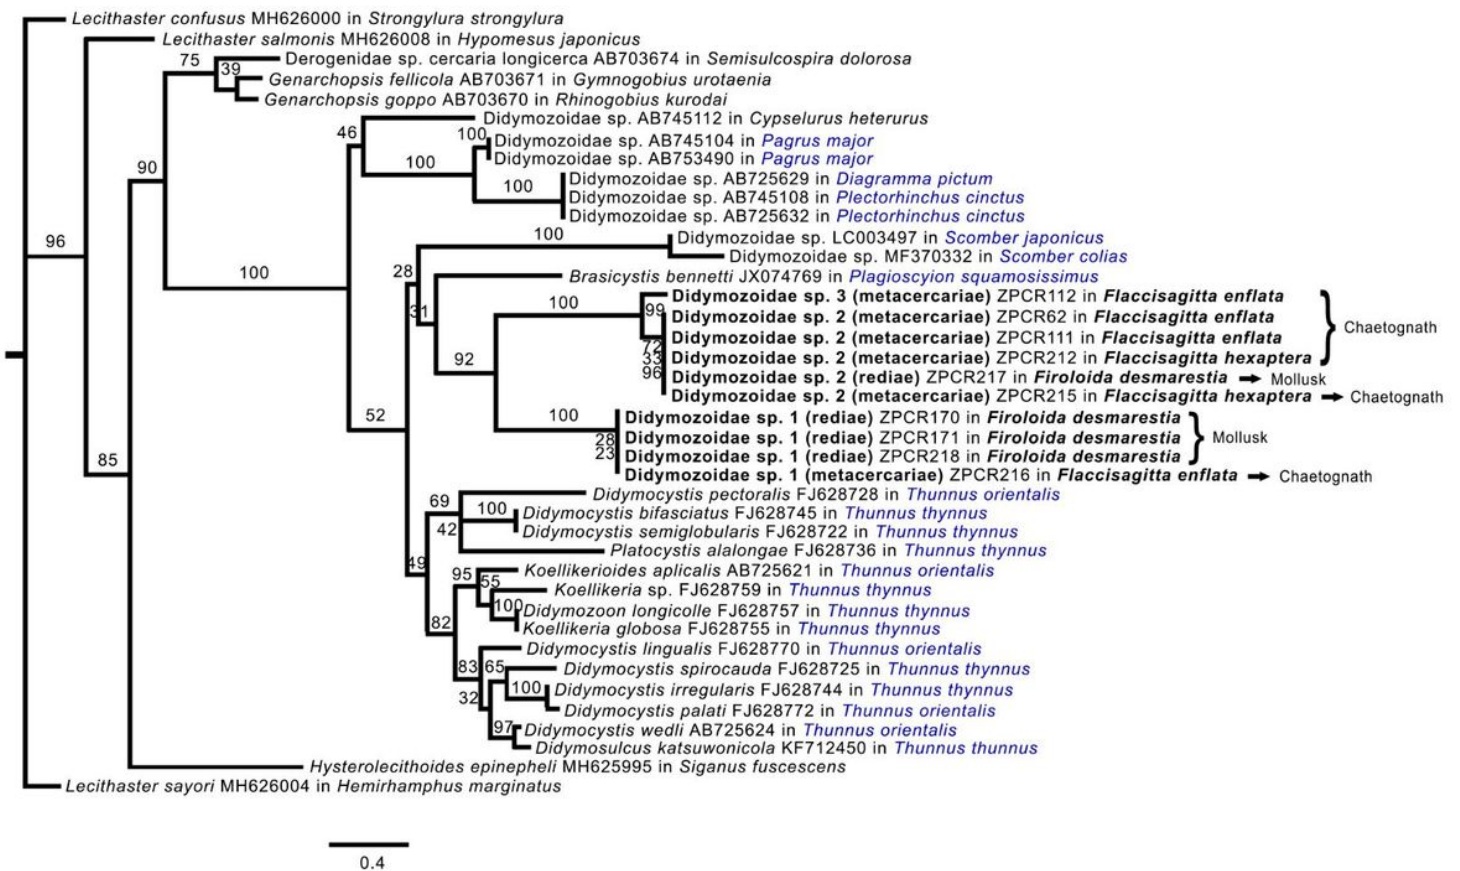 Lecithaster confusus MH626000 in Strongylura strongylura
Lecithaster salmonis MH626008 in Hypomesus japonicus
75 Derogenidae sp. cercaria longicerca AB703674 in Semisulcospira dolorosa
39 Genarchopsis fellicola AB703671 in Gymnogobius urotaenia
Genarchopsis goppo AB703670 in Rhinogobius kurodai
46 Didymozoidae sp. AB745112 in Cypselurus heterurus
100 Didymozoidae sp. AB745104 in Pagrus major
90 100 Didymozoidae sp. AB753490 in Pagrus major
100 Didymozoidae sp. AB725629 in Diagramma pictum
Didymozoidae sp. AB745108 in Plectorhinchus cinctus
Didymozoidae sp. AB725632 in Plectorhinchus cinctus
96 100 Didymozoidae sp. LC003497 in Scomber japonicus
Didymozoidae sp. MF370332 in Scomber colias
100 28 Brasicystis bennetti JX074769 in Plagioscyion squamosissimus
100 Didymozoidae sp. 3 (metacercariae) ZPCR112 in Flaccisagitta enflata
31 99 Didymozoidae sp. 2 (metacercariae) ZPCR62 in Flaccisagitta enflata
Chaetognath
Didymozoidae sp. 2 (metacercariae) ZPCR111 in Flaccisagitta enflata
72
92 33 Didymozoidae sp. 2 (metacercariae) ZPCR212 in Flaccisagitta hexaptera
96 Didymozoidae sp. 2 (rediae) ZPCR217 in Firoloida desmarestia Mollusk
Didymozoidae sp. 2 (metacercariae) ZPCR215 in Flaccisagitta hexaptera Chaetognath
52 100 Didymozoidae sp. 1 (rediae) ZPCR170 in Firoloida desmarestia
28 Didymozoidae sp. 1 (rediae) ZPCR171 in Firoloida desmarestia Mollusk
85 23 Didymozoidae sp. 1 (rediae) ZPCR218 in Firoloida desmarestia
Didymozoidae sp. 1 (metacercariae) ZPCR216 in Flaccisagitta enflata Chaetognath
69 Didymocystis pectoralis FJ628728 in Thunnus orientalis
100 Didymocystis bifasciatus FJ628745 in Thunnus thynnus
42 Didymocystis semiglobularis FJ628722 in Thunnus thynnus
Platocystis alalongae FJ628736 in Thunnus thynnus
49 95 Koellikerioides aplicalis AB725621 in Thunnus orientalis
55 Koellikeria sp. FJ628759 in Thunnus thynnus
100 Didymozoon longicolle FJ628757 in Thunnus thynnus
82 Koellikeria globosa FJ628755 in Thunnus thynnus
Didymocystis lingualis FJ628770 in Thunnus orientalis
83 65 Didymocystis spirocauda FJ628725 in Thunnus thynnus
100 Didymocystis irregularis FJ628744 in Thunnus thynnus
32 Didymocystis palati FJ628772 in Thunnus orientalis
97 Didymocystis wedli AB725624 in Thunnus orientalis
Didymosulcus katsuwonicola KF712450 in Thunnus thunnus
Hysterolecithoides epinepheli MH625995 in Siganus fuscescens
Lecithaster sayori MH626004 in Hemirhamphus marginatus
0.4